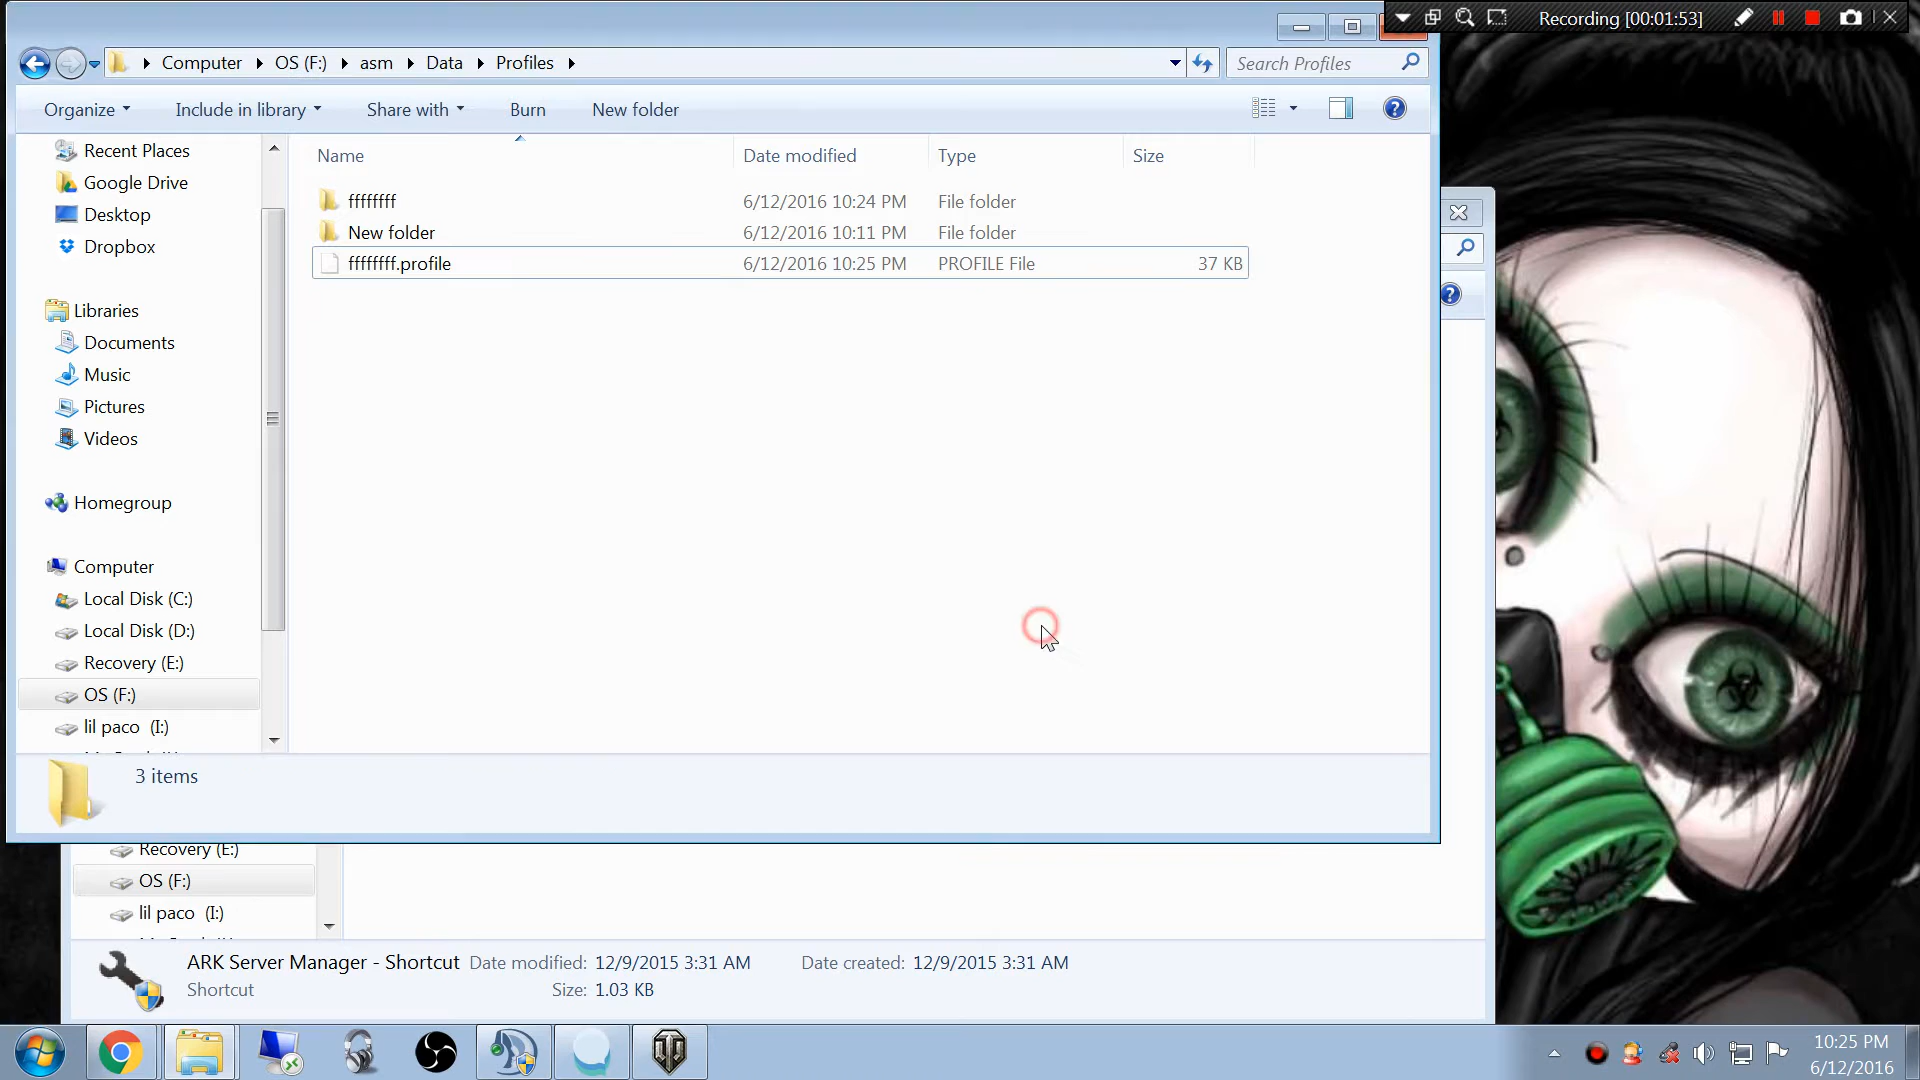 Recording [00:01:53]
Computer OS (F:) asm Data Profiles
Search Profiles
Organize Include in library Share with Burn New folder
Name Date modified Type Size
Recent Places
Google Drive
Desktop
Dropbox
Libraries
Documents
Music
Pictures
Videos
Homegroup
Computer
Local Disk (C:)
Local Disk (D:)
Recovery (E:)
OS (F:)
lil paco (I:)
ffffffff 6/12/2016 10:24 PM File folder
New folder 6/12/2016 10:11 PM File folder
ffffffff.profile 6/12/2016 10:25 PM PROFILE File 37 KB
3 items
Recovery (E:)
OS (F:)
lil paco (I:)
ARK Server Manager - Shortcut Date modified: 12/9/2015 3:31 AM Date created: 12/9/2015 3:31 AM
Shortcut Size: 1.03 KB
10:25 PM
6/12/2016